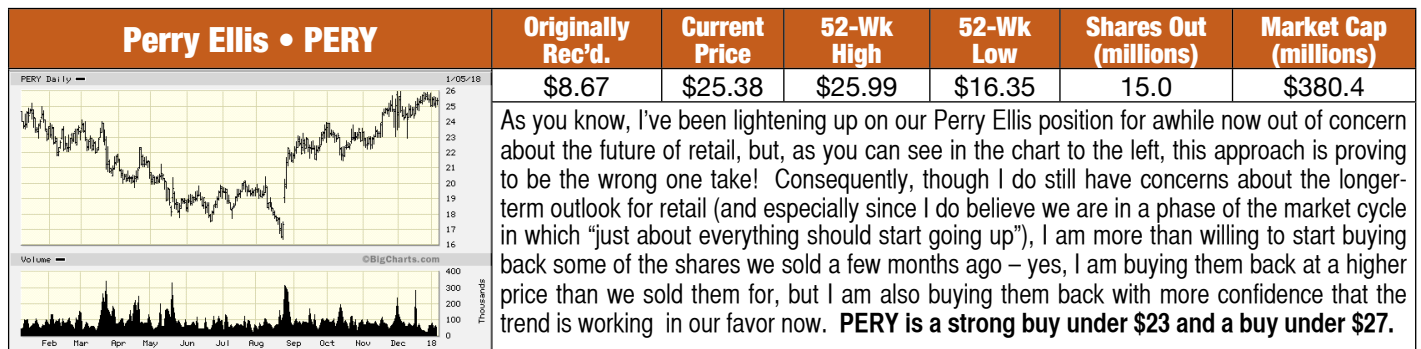 Perry Ellis • PERY
Originally Rec'd.
Current Price
52-Wk High
52-Wk Low
Shares Out (millions)
Market Cap (millions)
$8.67
$25.38
$25.99
$16.35
15.0
$380.4
PERY Daily
1/05/18
26
25
24
23
22
21
20
19
18
17
16
Volume
©BigCharts.com
400
300
200
100
0
Thousands
Feb Mar Apr May Jun Jul Aug Sep Oct Nov Dec 18
As you know, I've been lightening up on our Perry Ellis position for awhile now out of concern
about the future of retail, but, as you can see in the chart to the left, this approach is proving
to be the wrong one take! Consequently, though I do still have concerns about the longer-
term outlook for retail (and especially since I do believe we are in a phase of the market cycle
in which “just about everything should start going up”), I am more than willing to start buying
back some of the shares we sold a few months ago – yes, I am buying them back at a higher
price than we sold them for, but I am also buying them back with more confidence that the
trend is working in our favor now. PERY is a strong buy under $23 and a buy under $27.